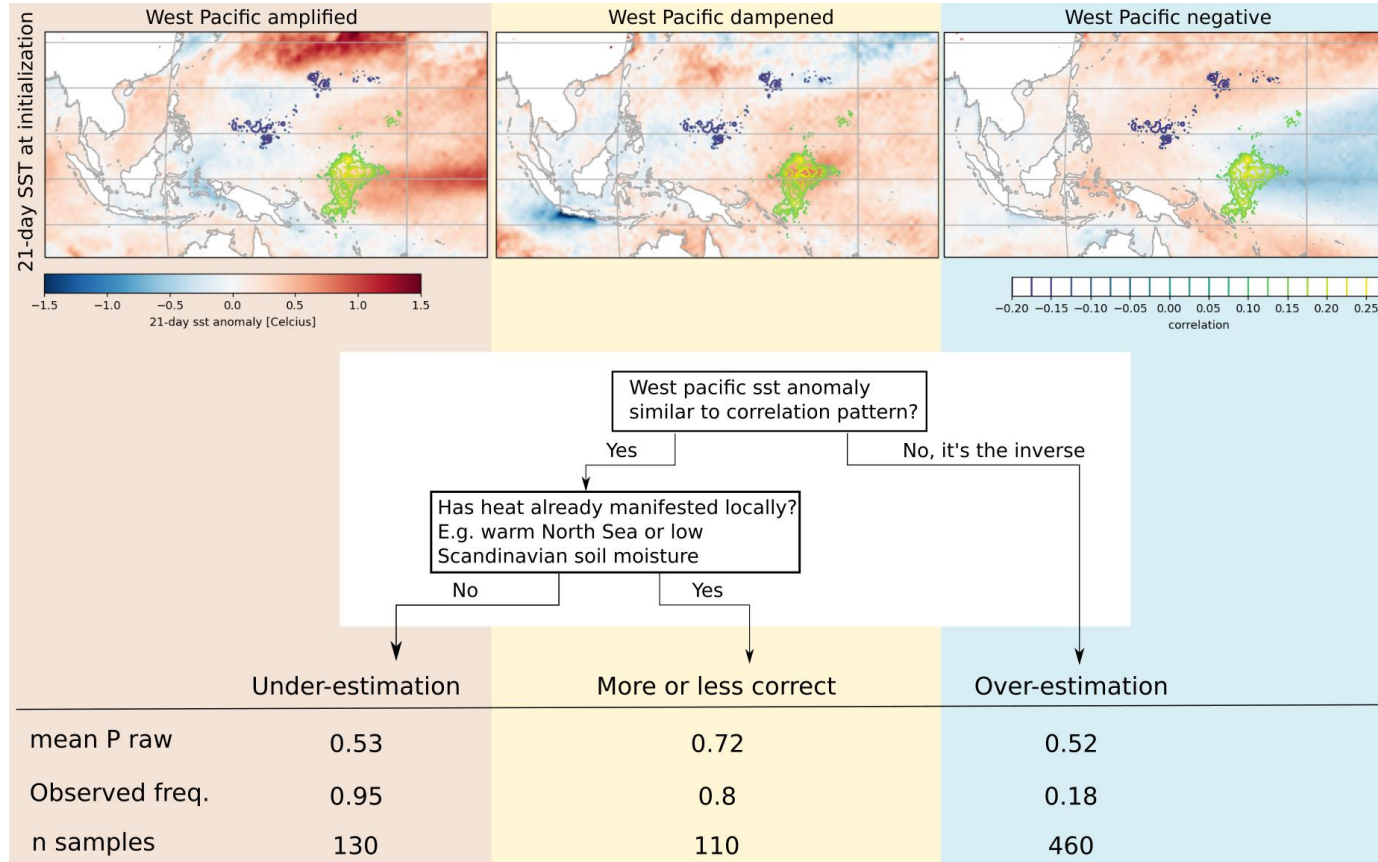 West Pacific amplified
West Pacific dampened
West Pacific negative
21-day SST at initialization
−1.5 −1.0 −0.5 0.0 0.5 1.0 1.5
21-day sst anomaly [Celcius]
−0.20 −0.15 −0.10 −0.05 0.00 0.05 0.10 0.15 0.20 0.25
correlation
West pacific sst anomaly
similar to correlation pattern?
Yes
No, it's the inverse
Has heat already manifested locally?
E.g. warm North Sea or low
Scandinavian soil moisture
No
Yes
Under-estimation
More or less correct
Over-estimation
mean P raw 0.53 0.72 0.52
Observed freq. 0.95 0.8 0.18
n samples 130 110 460